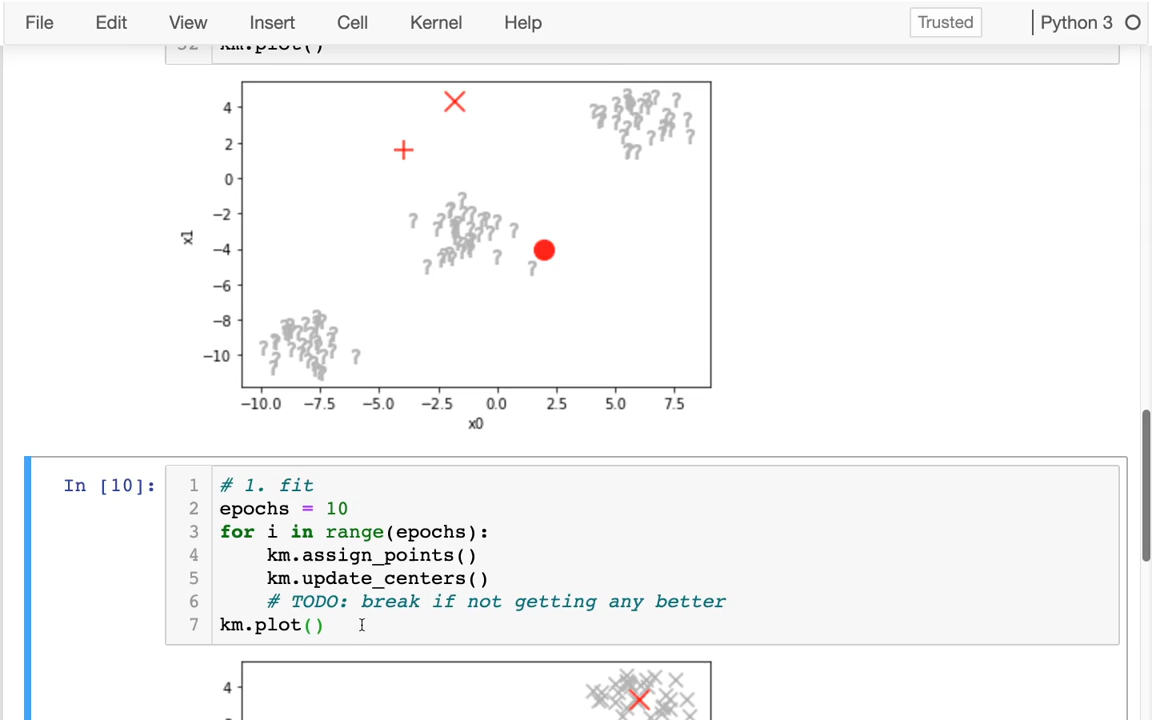 File Edit View Insert Cell Kernel Help Trusted Python 3
32 km.plot()
4
2
0
−2
−4
−6
−8
−10
x1
−10.0 −7.5 −5.0 −2.5 0.0 2.5 5.0 7.5
x0
In [10]:
1 # 1. fit
2 epochs = 10
3 for i in range(epochs):
4 km.assign_points()
5 km.update_centers()
6 # TODO: break if not getting any better
7 km.plot()
4